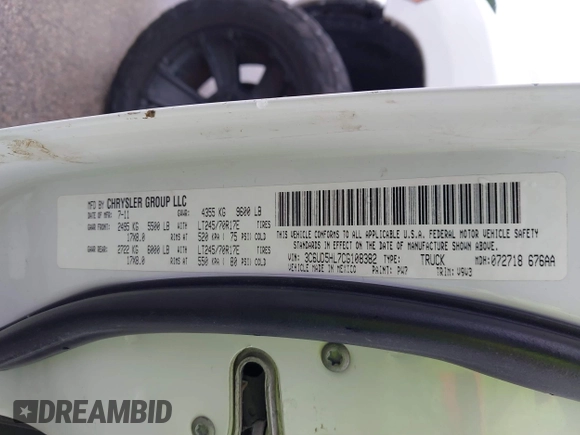 MFD BY CHRYSLER GROUP LLC
DATE OF MFR: 7-11 GVWR: 4355 KG 9600 LB
GAWR FRONT: 2495 KG 5500 LB WITH LT245/70R17E TIRES
17X8.0 RIMS AT 520 KPA ( 75 PSI) COLD
GAWR REAR: 2722 KG 6000 LB WITH LT245/70R17E TIRES
17X8.0 RIMS AT 550 KPA ( 80 PSI) COLD
THIS VEHICLE CONFORMS TO ALL APPLICABLE U.S.A. FEDERAL MOTOR VEHICLE SAFETY
STANDARDS IN EFFECT ON THE DATE OF MANUFACTURE SHOWN ABOVE.
VIN: 3C6UD5HL7CG108382 TYPE: TRUCK MDH: 072718 676AA
VEHICLE MADE IN MEXICO PAINT: PW7 TRIM: V9V3
DREAMBID